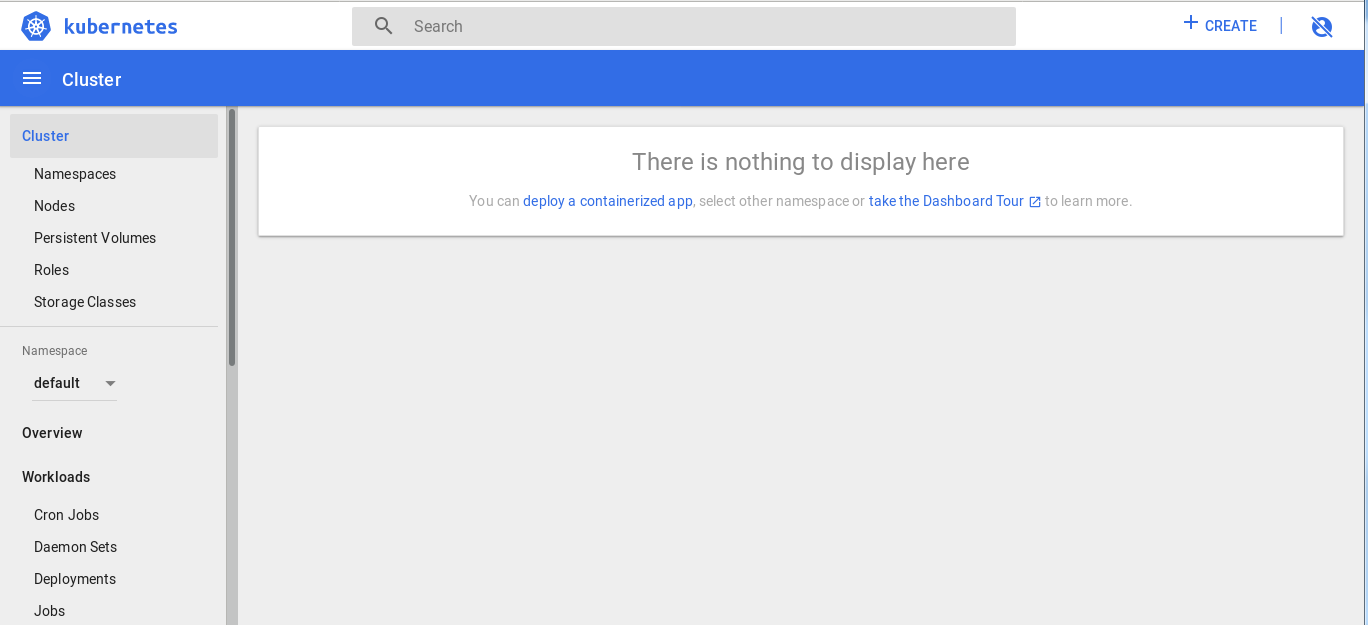 kubernetes
Search
CREATE
Cluster
Cluster
Namespaces
Nodes
Persistent Volumes
Roles
Storage Classes
Namespace
default
Overview
Workloads
Cron Jobs
Daemon Sets
Deployments
Jobs
There is nothing to display here
You can deploy a containerized app, select other namespace or take the Dashboard Tour to learn more.